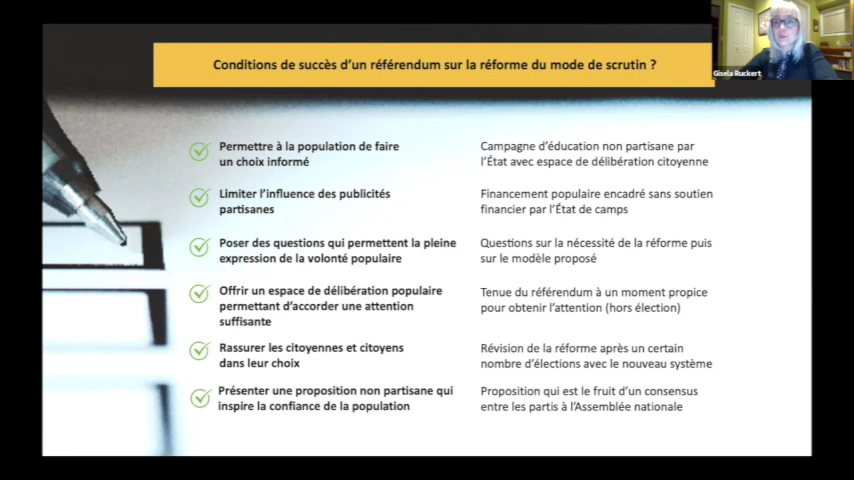 Conditions de succès d'un référendum sur la réforme du mode de scrutin ?
Gisela Ruckert
Permettre à la population de faire
un choix informé
Campagne d'éducation non partisane par
l'État avec espace de délibération citoyenne
Limiter l'influence des publicités
partisanes
Financement populaire encadré sans soutien
financier par l'État de camps
Poser des questions qui permettent la pleine
expression de la volonté populaire
Questions sur la nécessité de la réforme puis
sur le modèle proposé
Offrir un espace de délibération populaire
permettant d'accorder une attention
suffisante
Tenue du référendum à un moment propice
pour obtenir l'attention (hors élection)
Rassurer les citoyennes et citoyens
dans leur choix
Révision de la réforme après un certain
nombre d'élections avec le nouveau système
Présenter une proposition non partisane qui
inspire la confiance de la population
Proposition qui est le fruit d'un consensus
entre les partis à l'Assemblée nationale